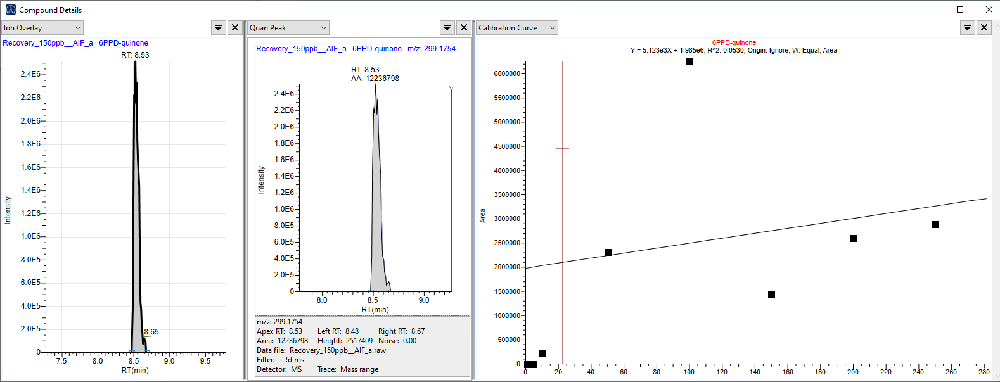 Compound Details
Ion Overlay
Recovery_150ppb__AIF_a 6PPD-quinone
RT: 8.53
2.4E6
2.2E6
2.0E6
1.8E6
1.6E6
1.4E6
1.2E6
1.0E6
8.0E5
6.0E5
4.0E5
2.0E5
0
Intensity
8.65
7.5 8.0 8.5 9.0 9.5
RT(min)
Quan Peak
Recovery_150ppb__AIF_a 6PPD-quinone m/z: 299.1754
RT: 8.53
AA: 12236798
2.4E6
2.2E6
2.0E6
1.8E6
1.6E6
1.4E6
1.2E6
1.0E6
8.0E5
6.0E5
4.0E5
2.0E5
0
Intensity
8.0 8.5 9.0
RT(min)
m/z: 299.1754
Apex RT: 8.53 Left RT: 8.48 Right RT: 8.67
Area: 12236798 Height: 2517409 Noise: 0.00
Data file: Recovery_150ppb__AIF_a.raw
Filter: + !d ms
Detector: MS Trace: Mass range
Calibration Curve
6PPD-quinone
Y = 5.123e3X + 1.985e6; R^2: 0.0530; Origin: Ignore; W: Equal; Area
6000000
5500000
5000000
4500000
4000000
3500000
3000000
2500000
2000000
1500000
1000000
500000
0
Area
0 20 40 60 80 100 120 140 160 180 200 220 240 260 280